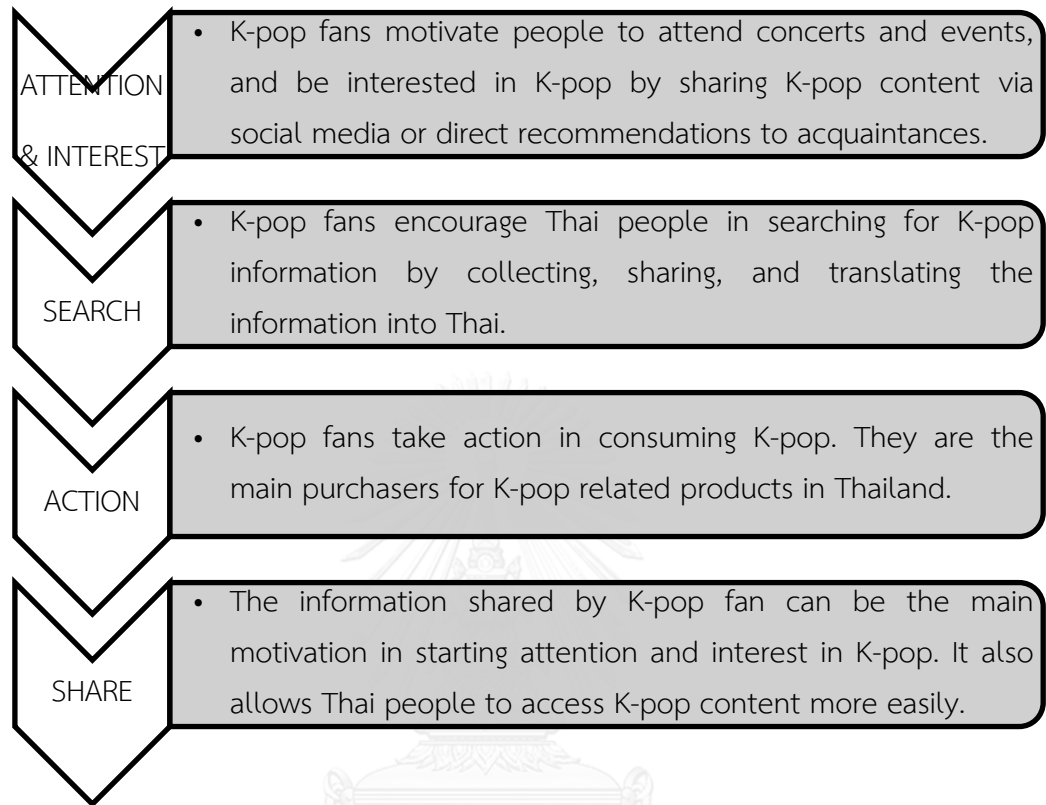 ATTENTION
& INTEREST
• K-pop fans motivate people to attend concerts and events,
and be interested in K-pop by sharing K-pop content via
social media or direct recommendations to acquaintances.
SEARCH
• K-pop fans encourage Thai people in searching for K-pop
information by collecting, sharing, and translating the
information into Thai.
ACTION
• K-pop fans take action in consuming K-pop. They are the
main purchasers for K-pop related products in Thailand.
SHARE
• The information shared by K-pop fan can be the main
motivation in starting attention and interest in K-pop. It also
allows Thai people to access K-pop content more easily.